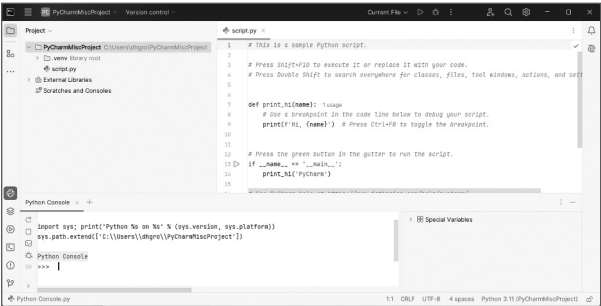 PC PyCharmMiscProject Version control Current File
Project
script.py
PyCharmMiscProject C:\Users\dhgro\PyCharmMiscProject
.venv library root
script.py
External Libraries
Scratches and Consoles
1 # This is a sample Python script.
2
3 # Press Shift+F10 to execute it or replace it with your code.
4 # Press Double Shift to search everywhere for classes, files, tool windows, actions, and sett
5
6
7 def print_hi(name): 1 usage
8 # Use a breakpoint in the code line below to debug your script.
9 print(f'Hi, {name}') # Press Ctrl+F8 to toggle the breakpoint.
10
11
12 # Press the green button in the gutter to run the script.
13 if __name__ == '__main__':
14 print_hi('PyCharm')
15
Python Console
import sys; print('Python %s on %s' % (sys.version, sys.platform))
sys.path.extend(['C:\\Users\\dhgro\\PyCharmMiscProject'])
Python Console
>>>
Special Variables
Python Console.py
1:1 CRLF UTF-8 4 spaces Python 3.11 (PyCharmMiscProject)